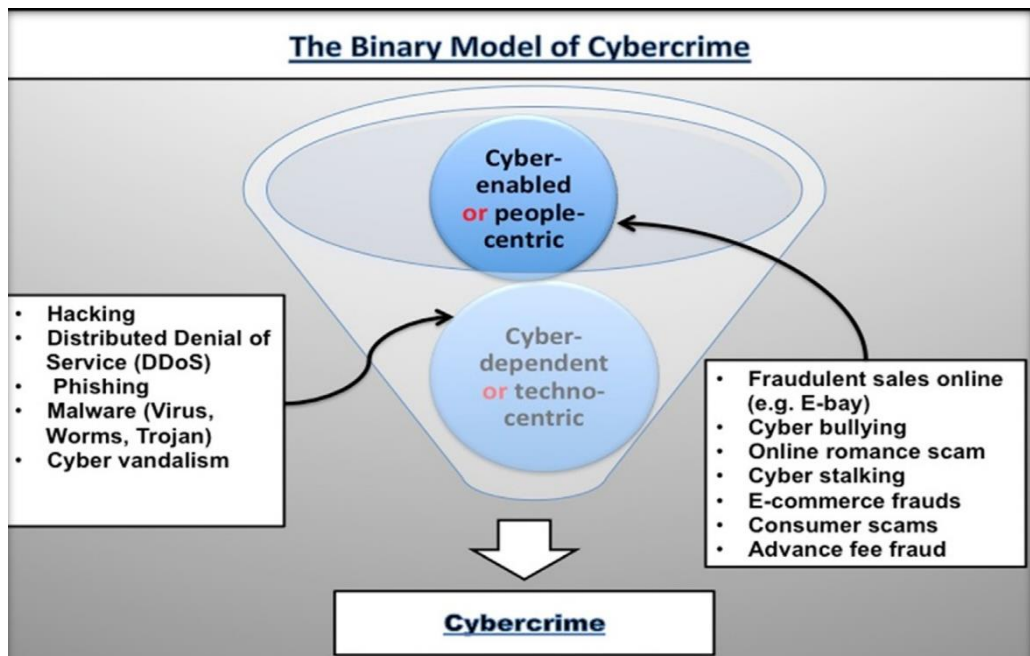 The Binary Model of Cybercrime
Cyber-
enabled
or people-
centric
Cyber-
dependent
or techno-
centric
• Hacking
• Distributed Denial of
Service (DDoS)
• Phishing
• Malware (Virus,
Worms, Trojan)
• Cyber vandalism
• Fraudulent sales online
(e.g. E-bay)
• Cyber bullying
• Online romance scam
• Cyber stalking
• E-commerce frauds
• Consumer scams
• Advance fee fraud
Cybercrime